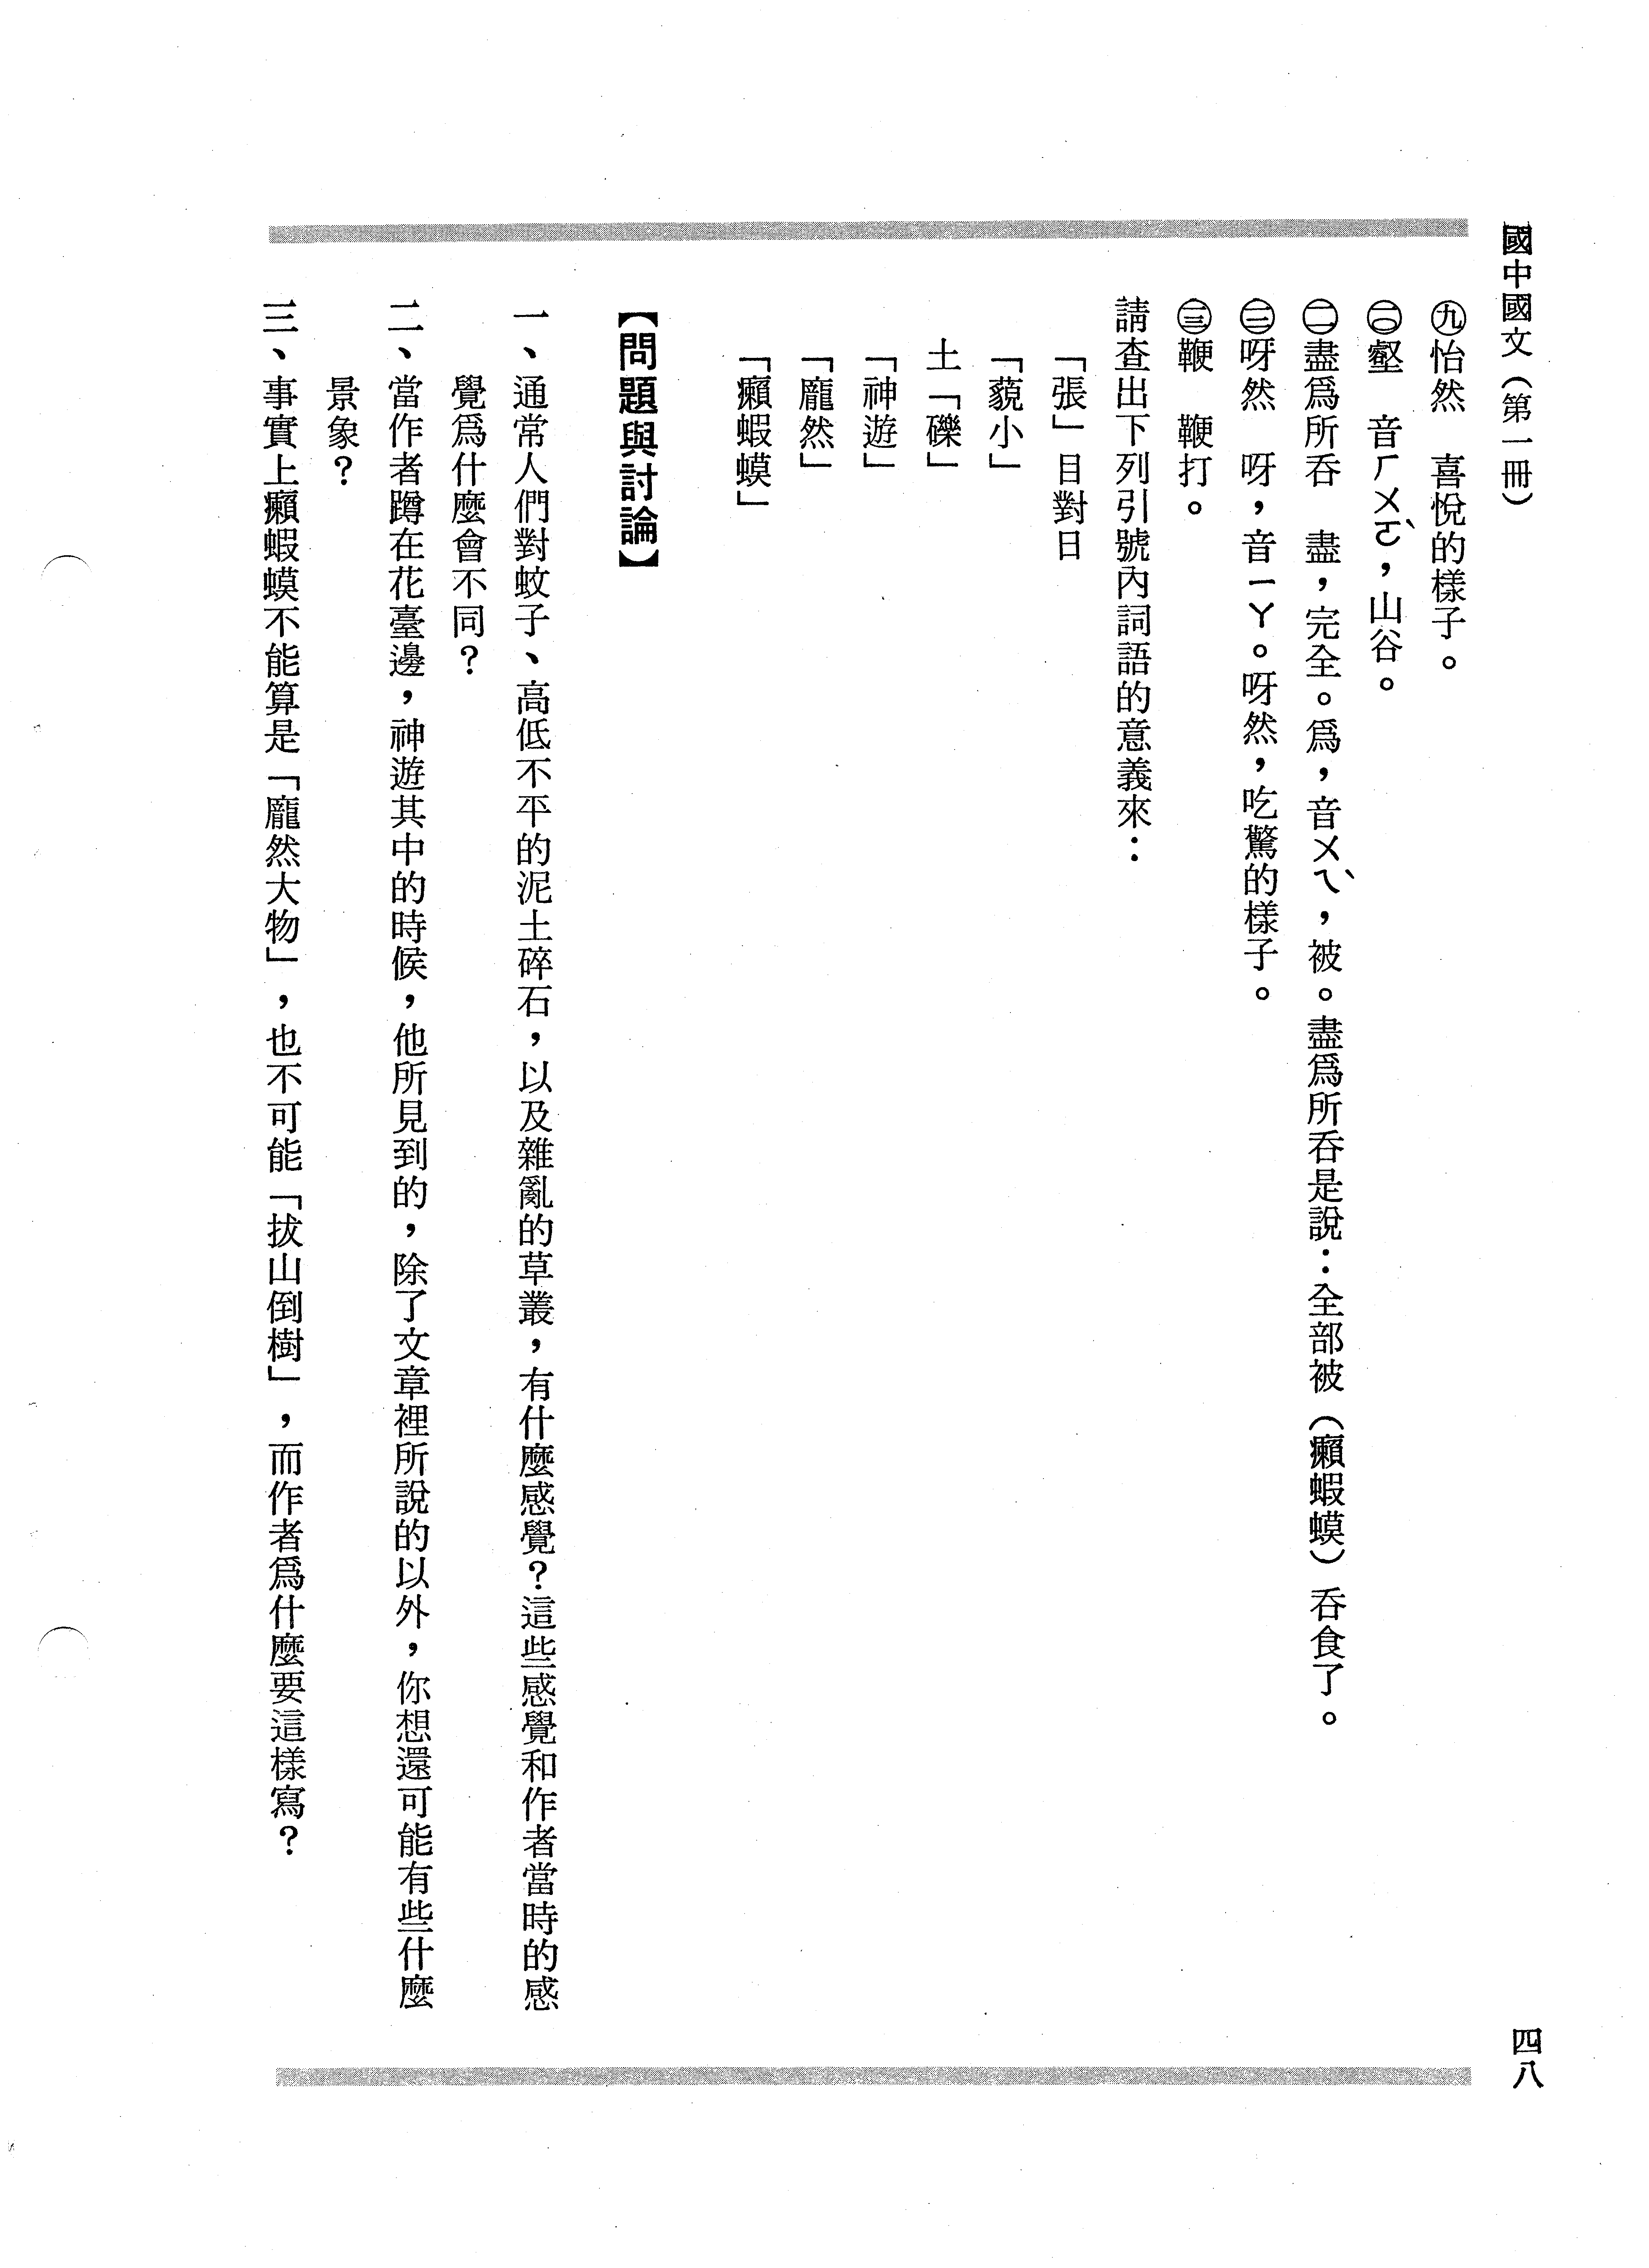 國中國文（第一冊）
四八
㊈怡然　喜悅的樣子。
㊉壑　音ㄏㄨㄛˋ，山谷。
(一一)盡爲所吞　盡，完全。爲，音ㄨㄟˋ，被。盡爲所吞是說：全部被（癩蝦蟆）吞食了。
(一二)呀然　呀，音ㄧㄚ。呀然，吃驚的樣子。
(一三)鞭　鞭打。
請查出下列引號內詞語的意義來：
「張」目對日
「藐小」
土「礫」
「神遊」
「龐然」
「癩蝦蟆」
【問題與討論】
一、通常人們對蚊子、高低不平的泥土碎石，以及雜亂的草叢，有什麼感覺？這些感覺和作者當時的感
覺爲什麼會不同？
二、當作者蹲在花臺邊，神遊其中的時候，他所見到的，除了文章裡所說的以外，你想還可能有些什麼
景象？
三、事實上癩蝦蟆不能算是「龐然大物」，也不可能「拔山倒樹」，而作者爲什麼要這樣寫？